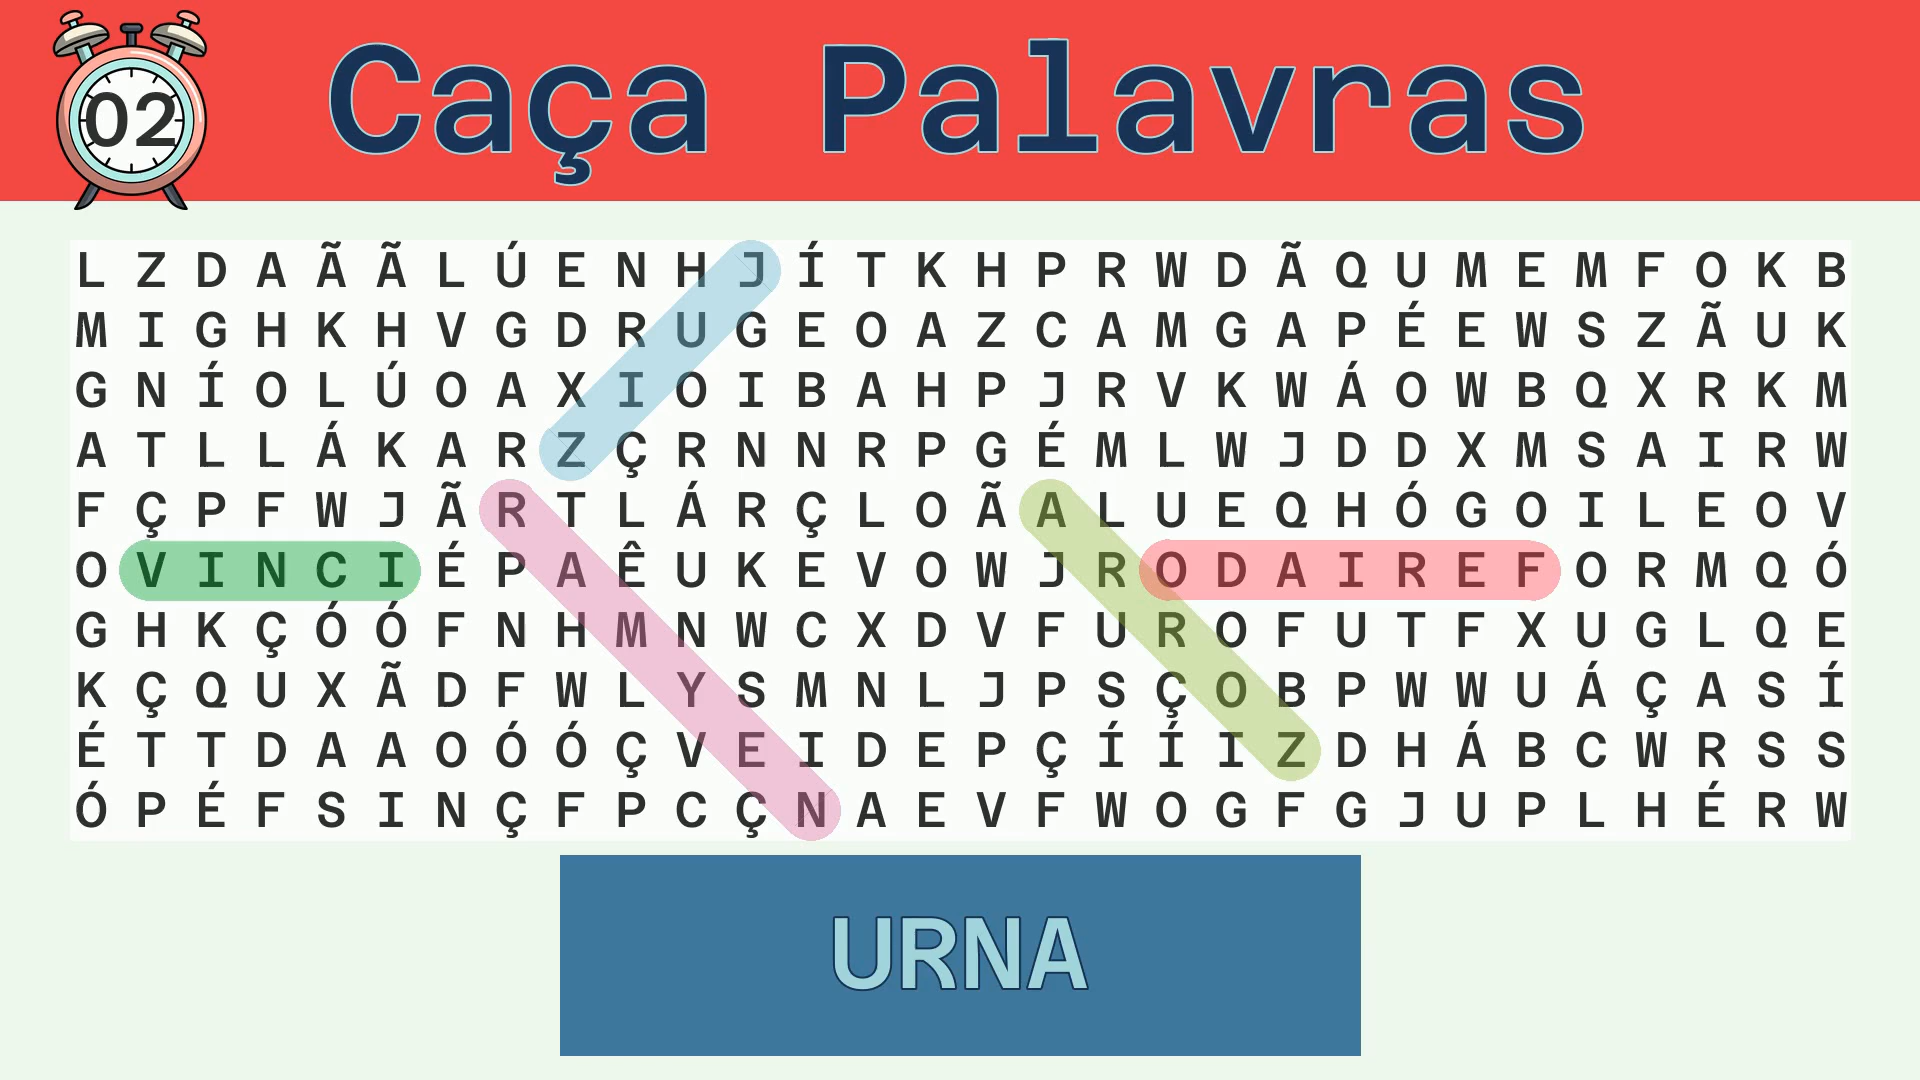 02
Caça Palavras
L Z D A Ã Ã L Ú E N H J Í T K H P R W D Ã Q U M E M F O K B
M I G H K H V G D R U G E O A Z C A M G A P É E W S Z Ã U K
G N Í O L Ú O A X I O I B A H P J R V K W Á O W B Q X R K M
A T L L Á K A R Z Ç R N N R P G É M L W J D D X M S A I R W
F Ç P F W J Ã R T L Á R Ç L O Ã A L U E Q H Ó G O I L E O V
O V I N C I É P A Ê U K E V O W J R O D A I R E F O R M Q Ó
G H K Ç Ó Ó F N H M N W C X D V F U R O F U T F X U G L Q E
K Ç Q U X Ã D F W L Y S M N L J P S Ç O B P W W U Á Ç A S Í
É T T D A A O Ó Ó Ç V E I D E P Ç Í Í I Z D H Á B C W R S S
Ó P É F S I N Ç F P C Ç N A E V F W O G F G J U P L H É R W
URNA